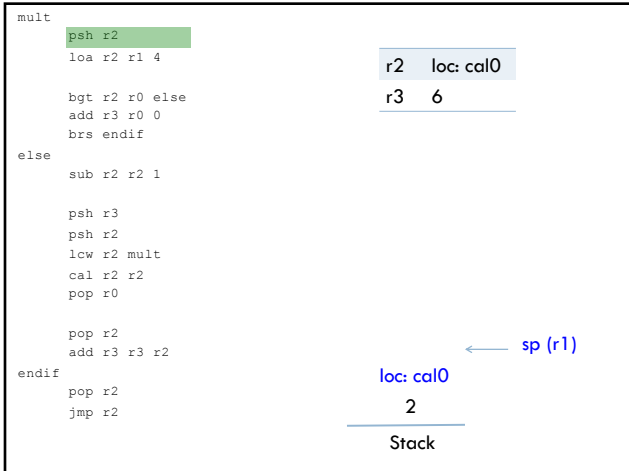 mult
psh r2
loa r2 r1 4
bgt r2 r0 else
add r3 r0 0
brs endif
else
sub r2 r2 1
psh r3
psh r2
lcw r2 mult
cal r2 r2
pop r0
pop r2
add r3 r3 r2
endif
pop r2
jmp r2
r2 loc: cal0
r3 6
sp (r1)
loc: cal0
2
Stack